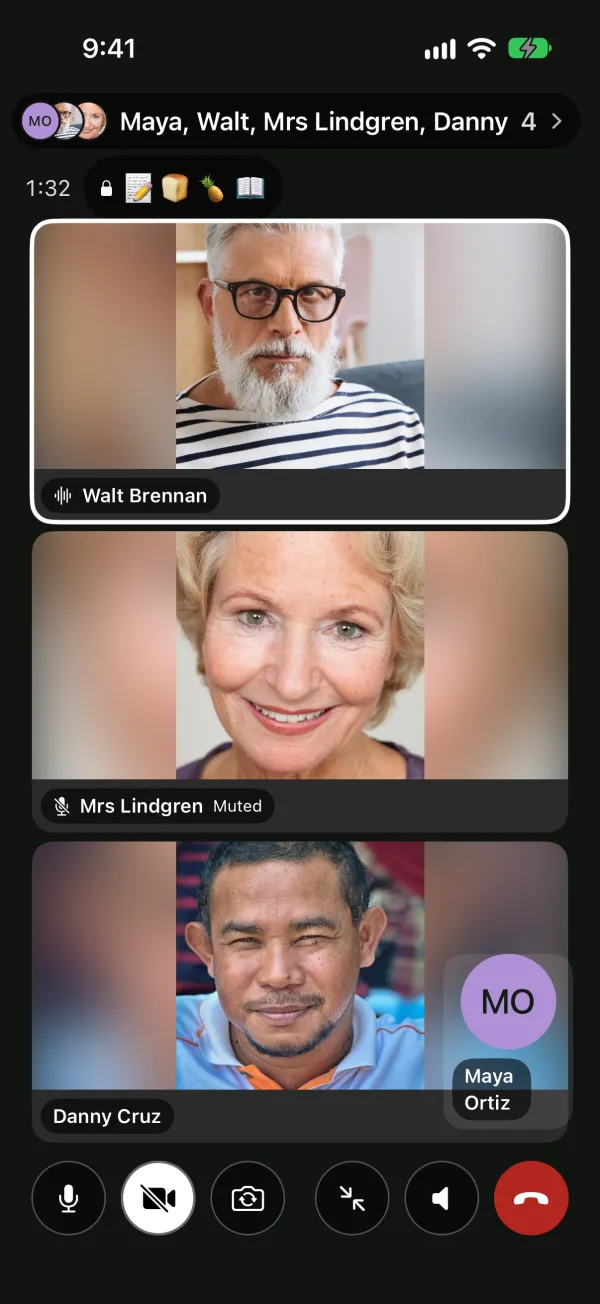 9:41
MO
Maya, Walt, Mrs Lindgren, Danny 4
1:32
Walt Brennan
Mrs Lindgren Muted
MO
Maya
Ortiz
Danny Cruz